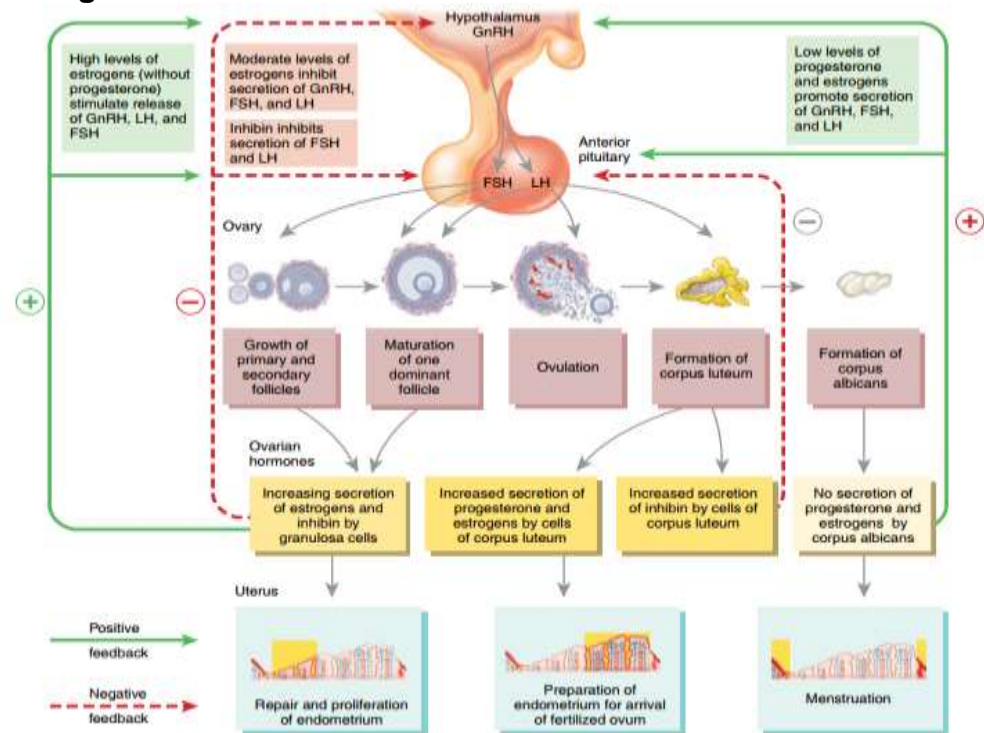 Hypothalamus
GnRH
High levels of
estrogens (without
progesterone)
stimulate release
of GnRH, LH, and
FSH
Moderate levels of
estrogens inhibit
secretion of GnRH,
FSH, and LH
Inhibin inhibits
secretion of FSH
and LH
Low levels of
progesterone
and estrogens
promote secretion
of GnRH, FSH,
and LH
Anterior
pituitary
FSH LH
Ovary
Growth of
primary and
secondary
follicles
Maturation
of one
dominant
follicle
Ovulation
Formation of
corpus luteum
Formation of
corpus
albicans
Ovarian
hormones
Increasing secretion
of estrogens and
inhibin by
granulosa cells
Increased secretion of
progesterone and
estrogens by cells
of corpus luteum
Increased secretion
of inhibin by cells of
corpus luteum
No secretion of
progesterone and
estrogens by
corpus albicans
Uterus
Repair and proliferation
of endometrium
Preparation of
endometrium for arrival
of fertilized ovum
Menstruation
Positive
feedback
Negative
feedback